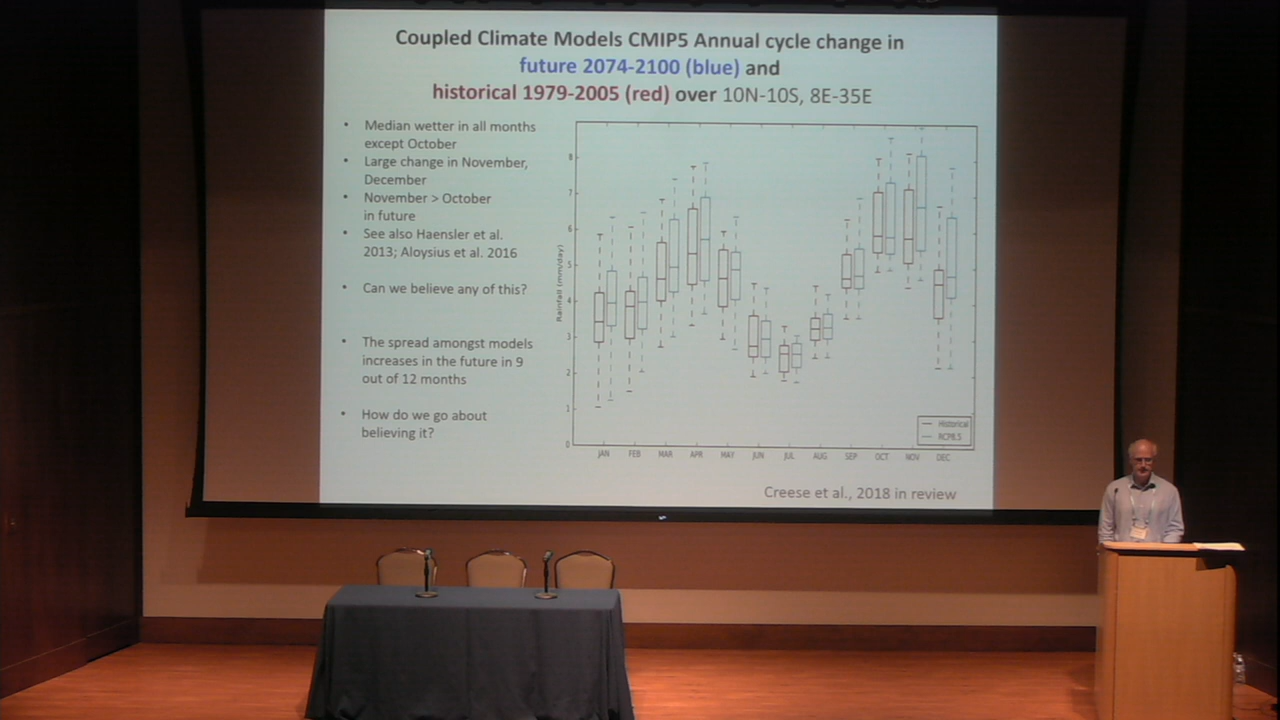 Coupled Climate Models CMIP5 Annual cycle change in
future 2074-2100 (blue) and
historical 1979-2005 (red) over 10N-10S, 8E-35E
• Median wetter in all months
except October
• Large change in November,
December
• November > October
in future
• See also Haensler et al.
2013; Aloysius et al. 2016
• Can we believe any of this?
• The spread amongst models
increases in the future in 9
out of 12 months
• How do we go about
believing it?
Rainfall (mm/day)
8
7
6
5
4
3
2
1
0
JAN FEB MAR APR MAY JUN JUL AUG SEP OCT NOV DEC
Historical
RCP8.5
Creese et al., 2018 in review